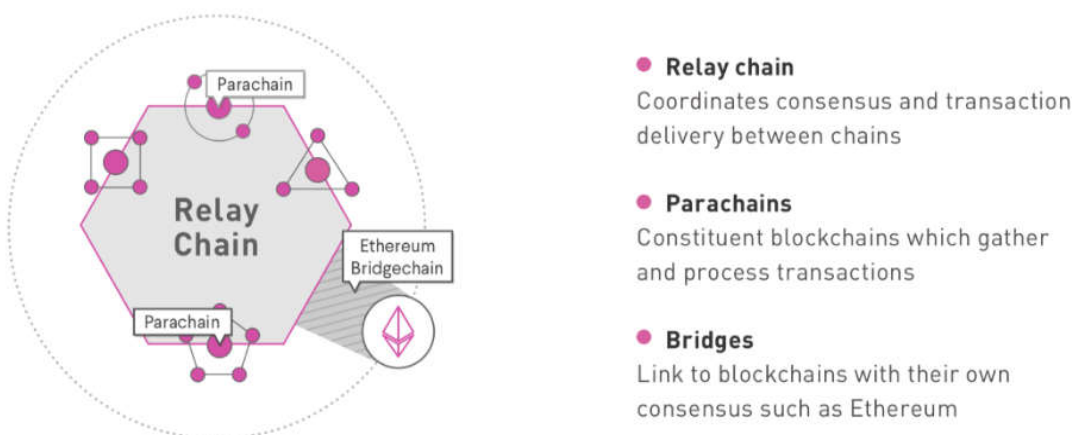 Parachain
Relay
Chain
Ethereum
Bridgechain
Parachain
Relay chain
Coordinates consensus and transaction
delivery between chains
Parachains
Constituent blockchains which gather
and process transactions
Bridges
Link to blockchains with their own
consensus such as Ethereum